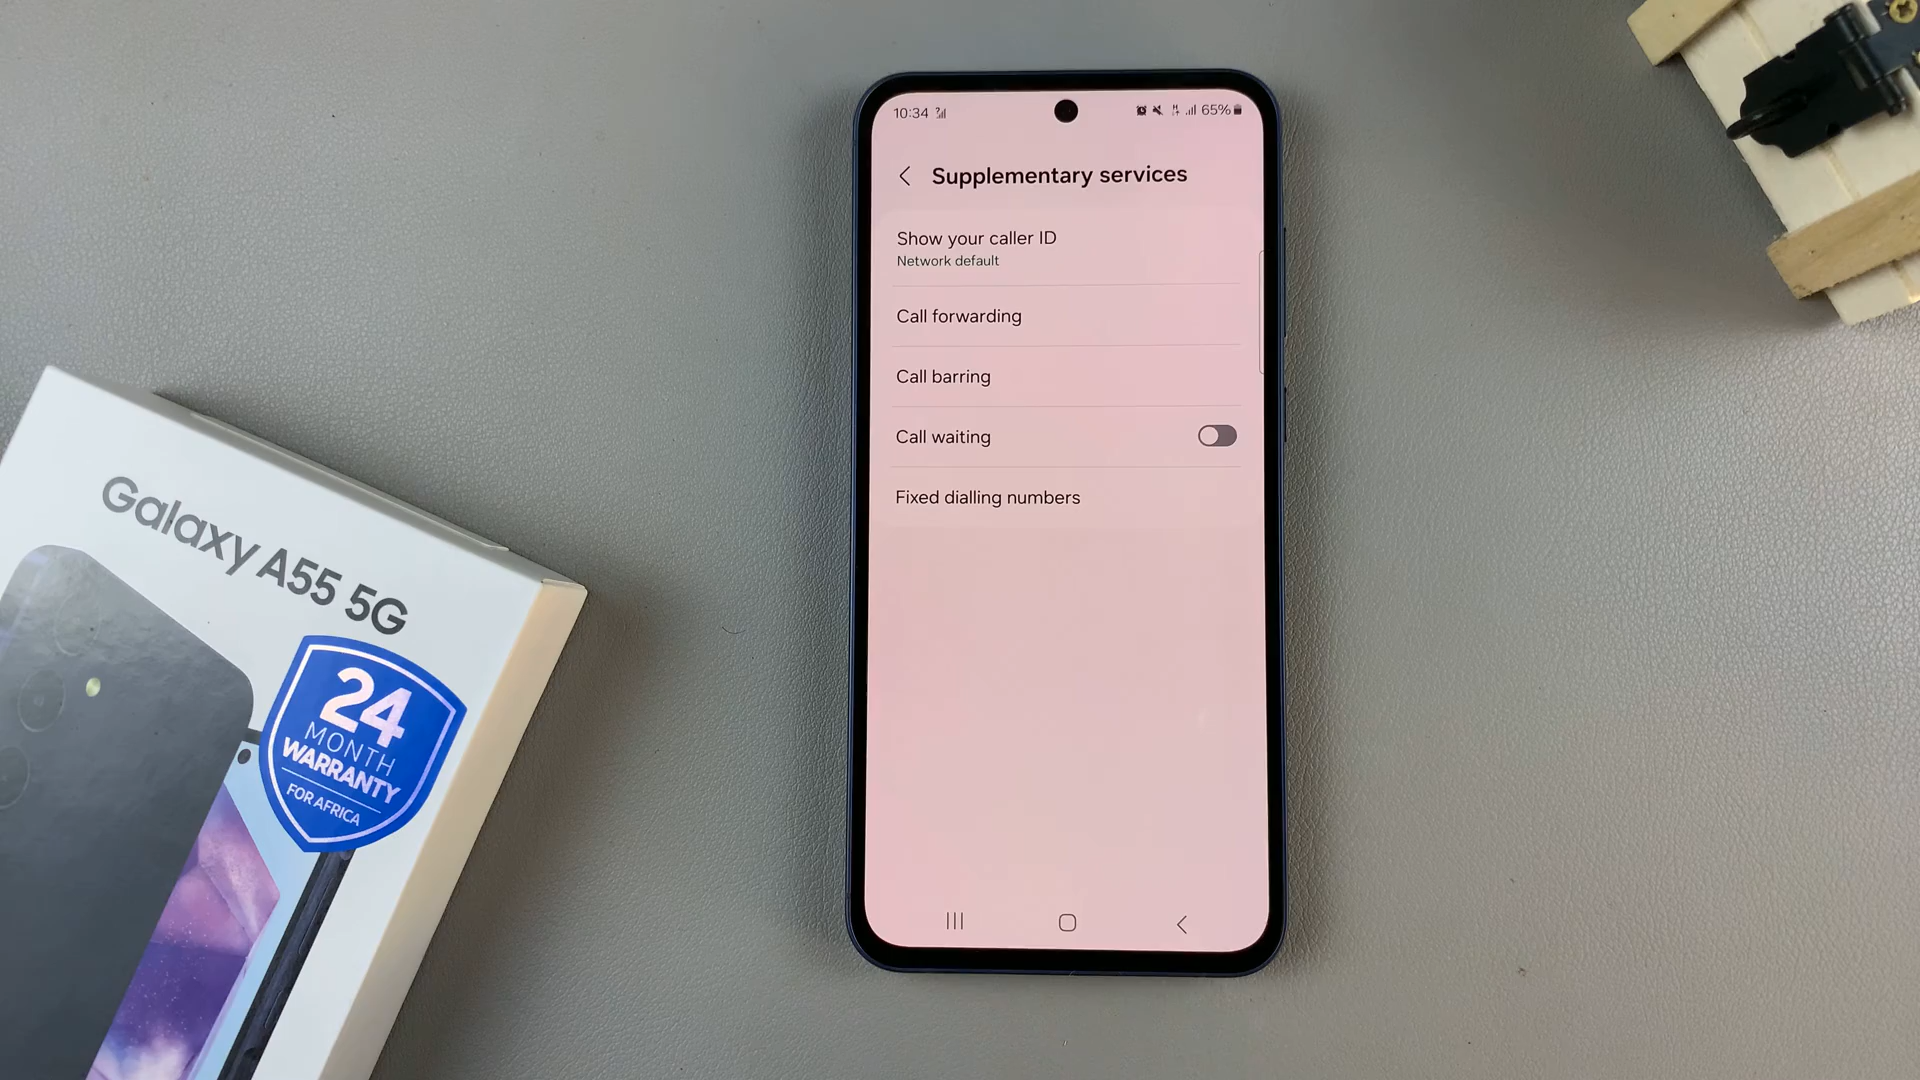 10:34
65%
Supplementary services
Show your caller ID
Network default
Call forwarding
Call barring
Call waiting
Fixed dialling numbers
Galaxy A55 5G
24
MONTH
WARRANTY
FOR AFRICA